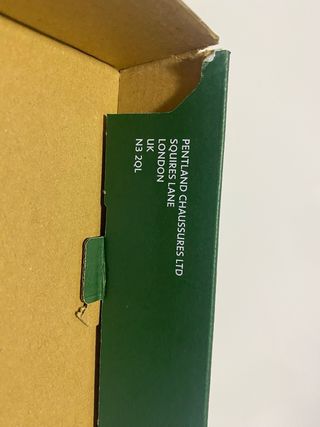 PENTLAND CHAUSSURES LTD
SQUIRES LANE
LONDON
UK
N3 2QL